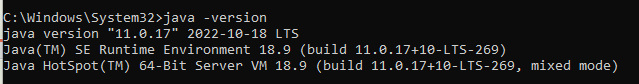 C:\Windows\System32>java -version
java version "11.0.17" 2022-10-18 LTS
Java(TM) SE Runtime Environment 18.9 (build 11.0.17+10-LTS-269)
Java HotSpot(TM) 64-Bit Server VM 18.9 (build 11.0.17+10-LTS-269, mixed mode)